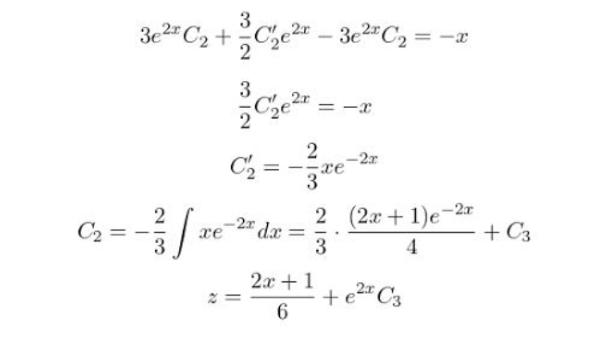 3e^{2x}C_2 + \frac{3}{2}C_2'e^{2x} - 3e^{2x}C_2 = -x
\frac{3}{2}C_2'e^{2x} = -x
C_2' = -\frac{2}{3}xe^{-2x}
C_2 = -\frac{2}{3}\int xe^{-2x}dx = \frac{2}{3} \cdot \frac{(2x+1)e^{-2x}}{4} + C_3
z = \frac{2x+1}{6} + e^{2x}C_3